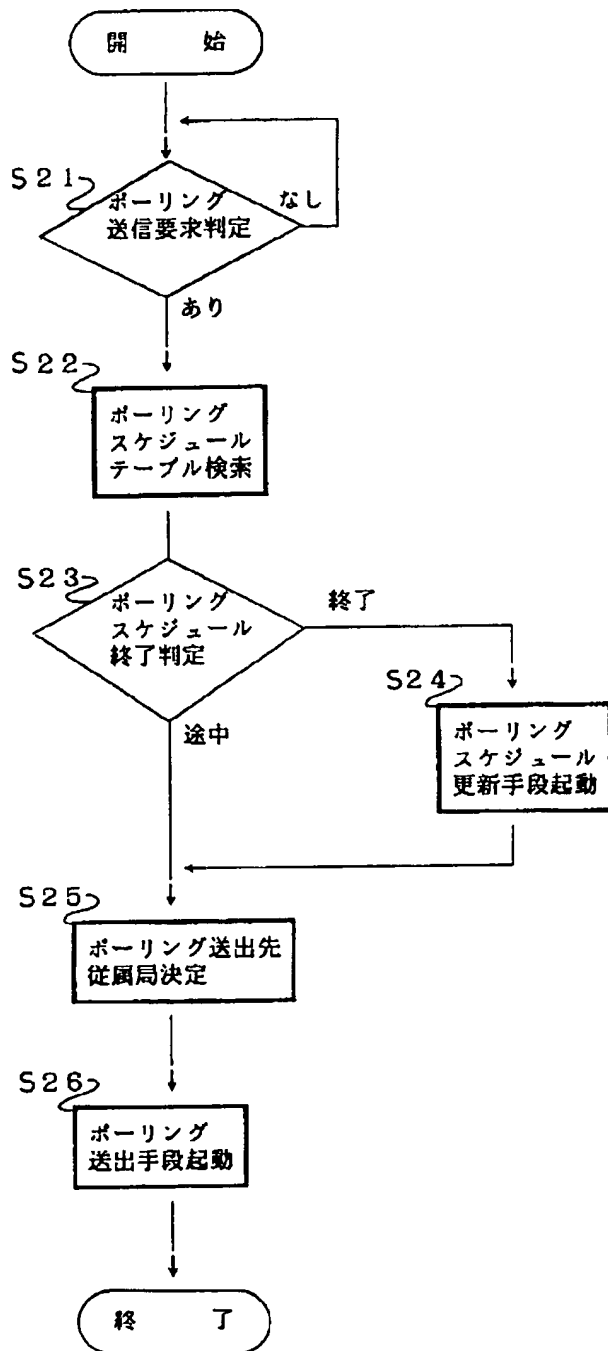 開 始
S21
ポーリング
送信要求判定
なし
あり
S22
ポーリング
スケジュール
テーブル検索
S23
ポーリング
スケジュール
終了判定
終了
途中
S24
ポーリング
スケジュール
更新手段起動
S25
ポーリング送出先
従属局決定
S26
ポーリング
送出手段起動
終 了